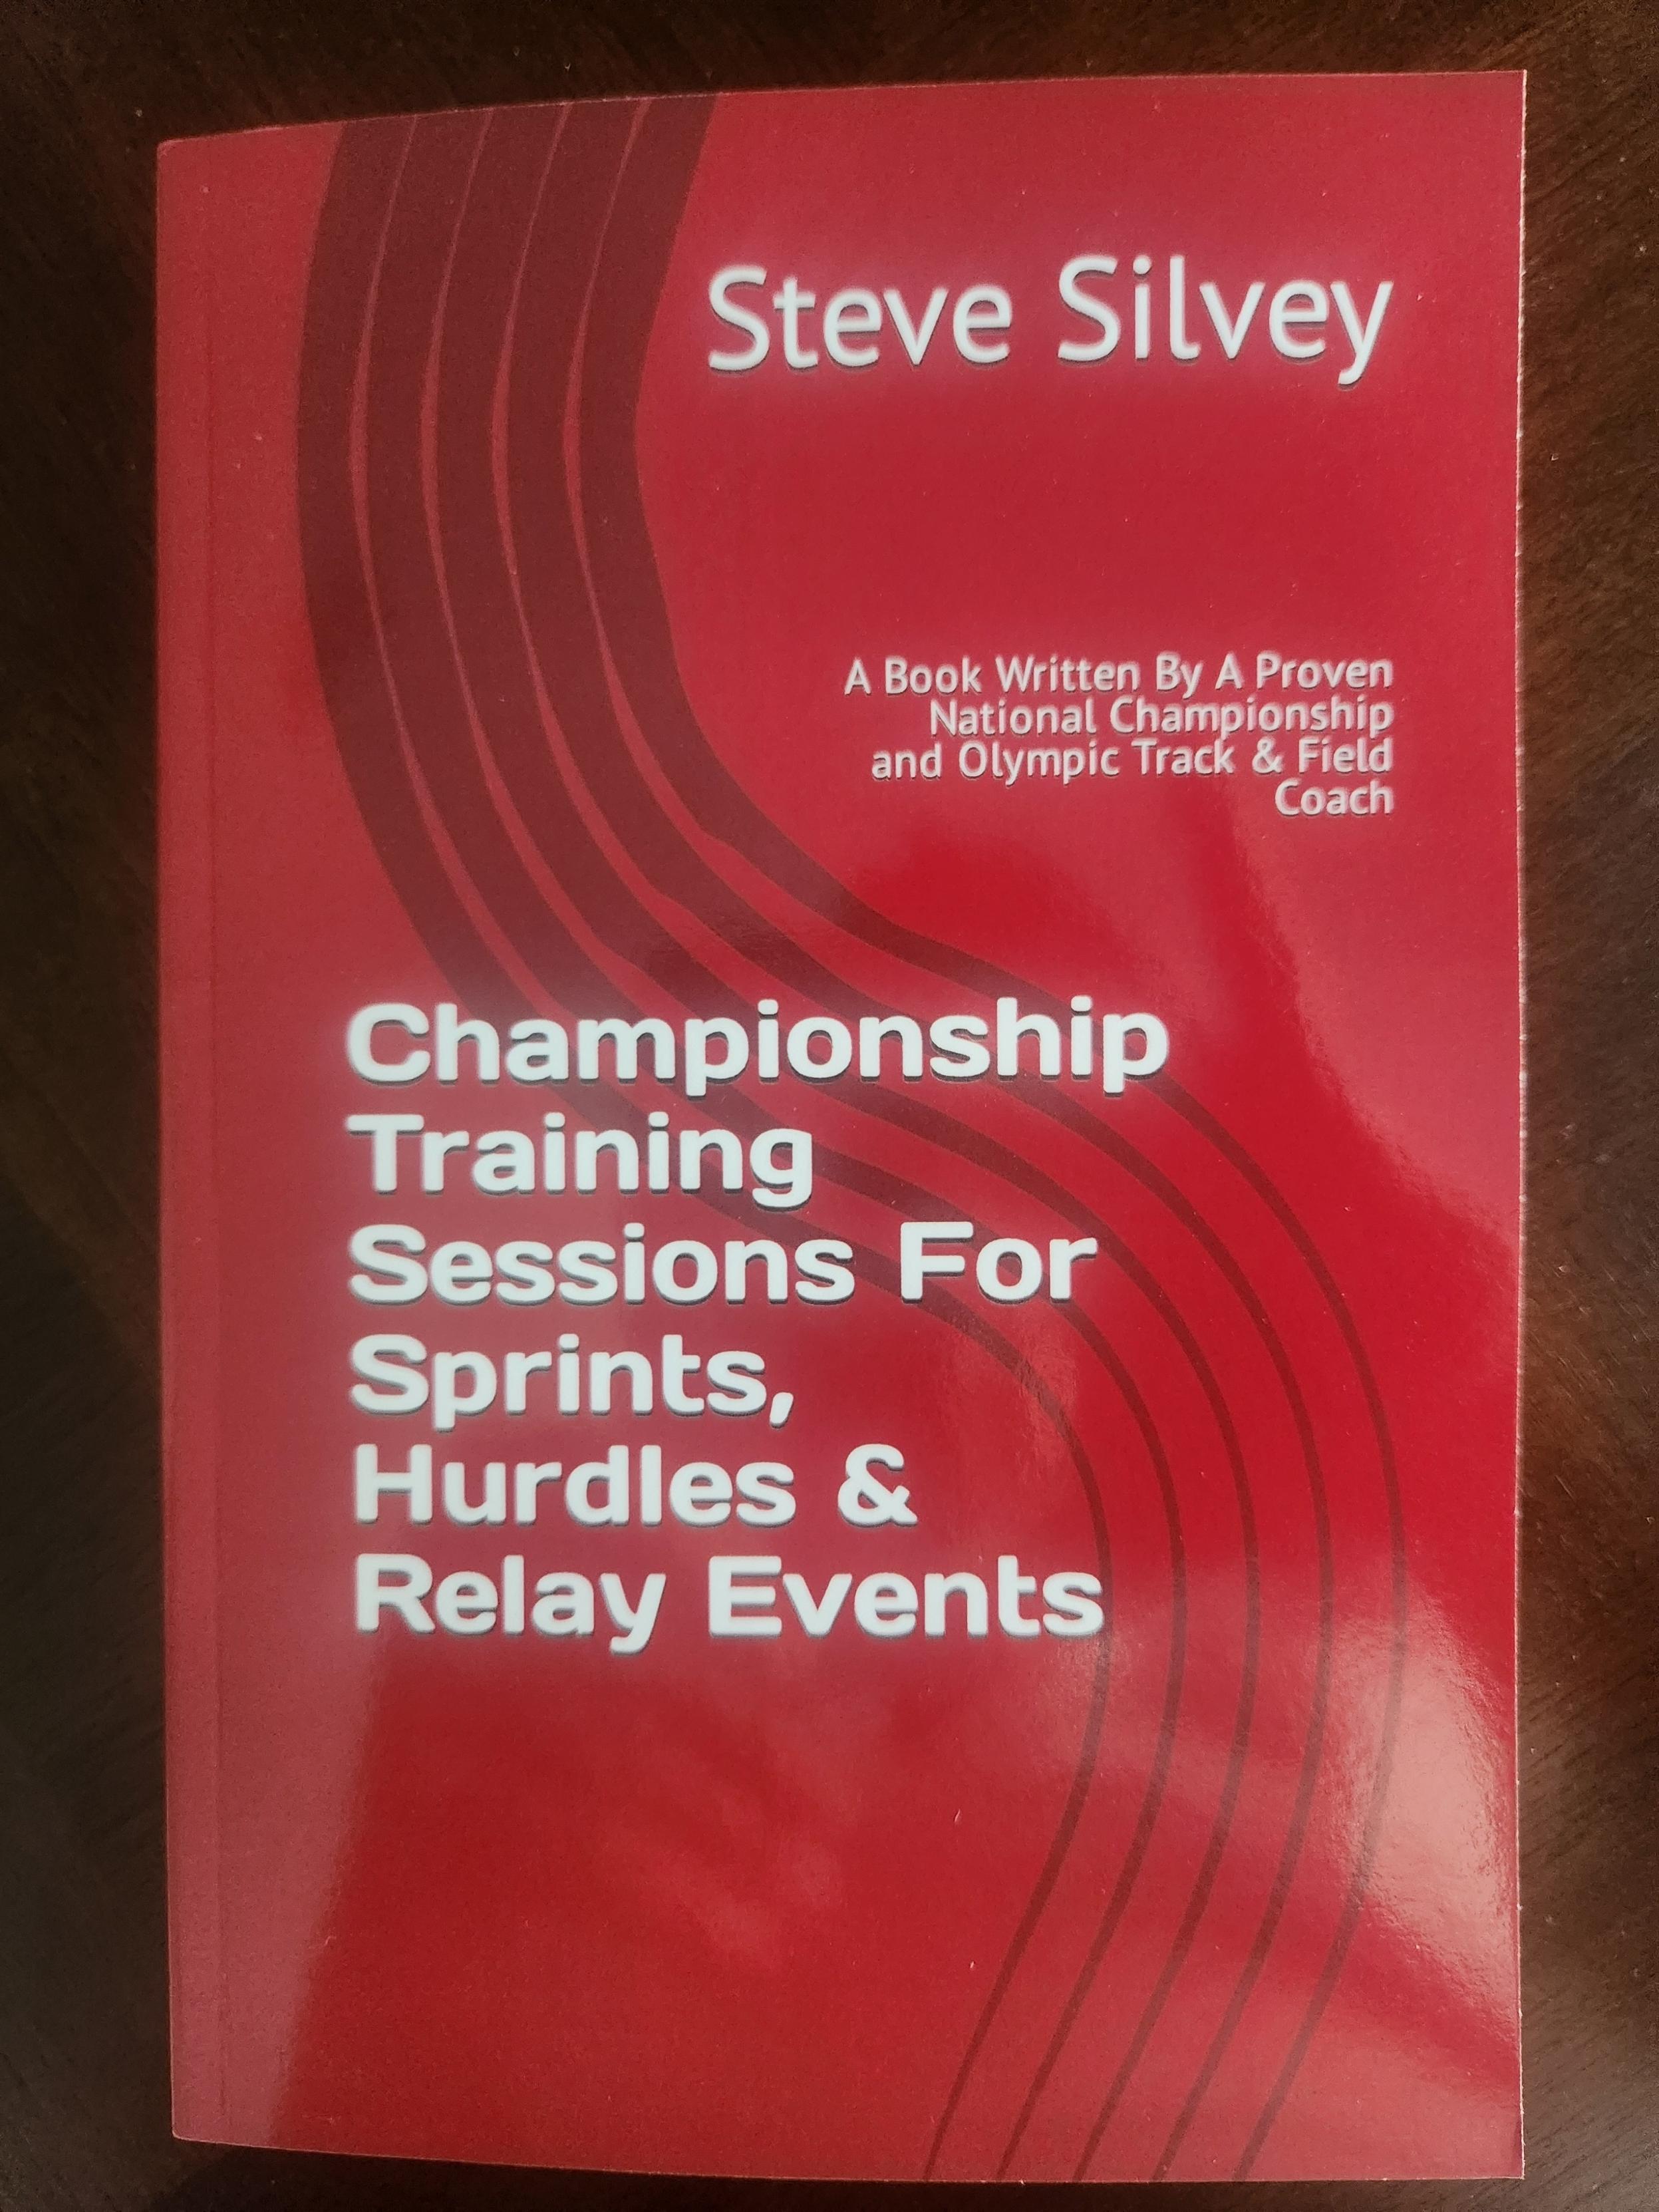 Steve Silvey
A Book Written By A Proven
National Championship
and Olympic Track & Field
Coach
Championship
Training
Sessions For
Sprints,
Hurdles &
Relay Events